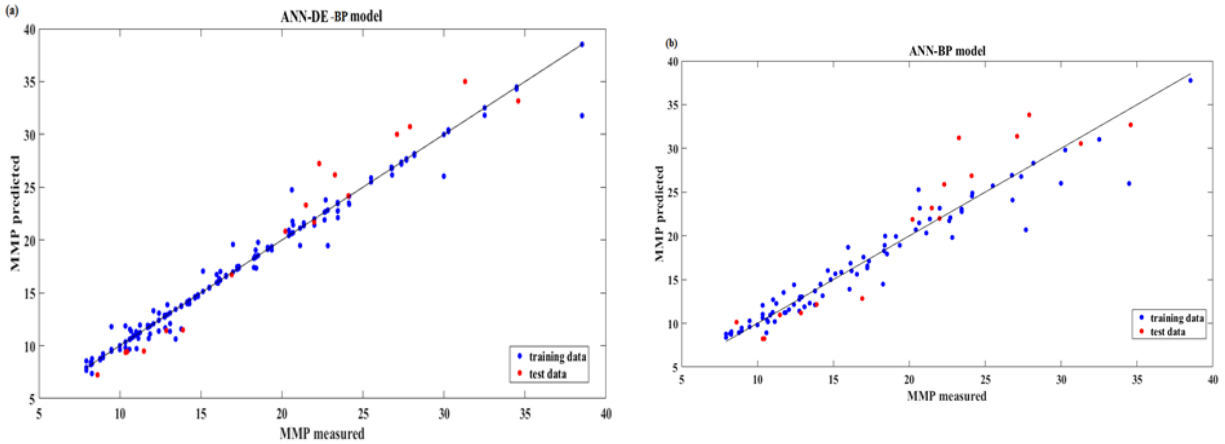 (a)
ANN-DE -BP model
MMP predicted
40
35
30
25
20
15
10
5
5 10 15 20 25 30 35 40
MMP measured
training data
test data
(b)
ANN-BP model
MMP predicted
40
35
30
25
20
15
10
5
5 10 15 20 25 30 35 40
MMP measured
training data
test data